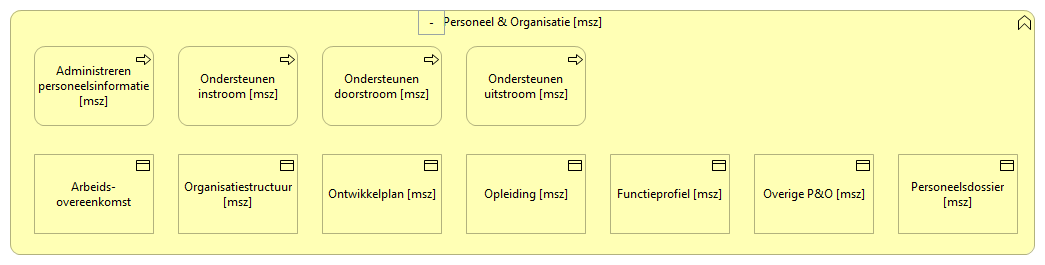 - Personeel & Organisatie [msz]
Administreren
personeelsinformatie
[msz]
Ondersteunen
instroom [msz]
Ondersteunen
doorstroom [msz]
Ondersteunen
uitstroom [msz]
Arbeids-
overeenkomst
Organisatiestructuur
[msz]
Ontwikkelplan [msz]
Opleiding [msz]
Functieprofiel [msz]
Overige P&O [msz]
Personeelsdossier
[msz]